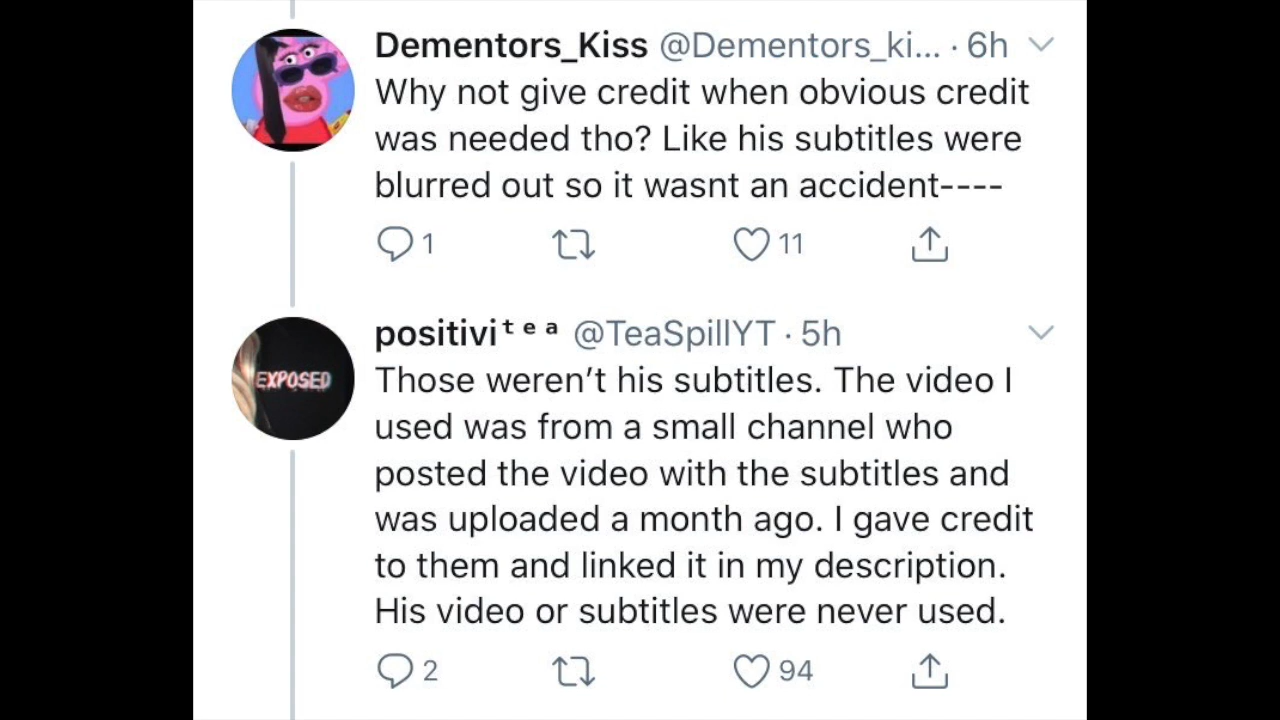 Dementors_Kiss @Dementors_ki... · 6h
Why not give credit when obvious credit
was needed tho? Like his subtitles were
blurred out so it wasnt an accident----
1 11
positiviᵗ ᵉ ᵃ @TeaSpillYT · 5h
EXPOSED
Those weren’t his subtitles. The video I
used was from a small channel who
posted the video with the subtitles and
was uploaded a month ago. I gave credit
to them and linked it in my description.
His video or subtitles were never used.
2 94